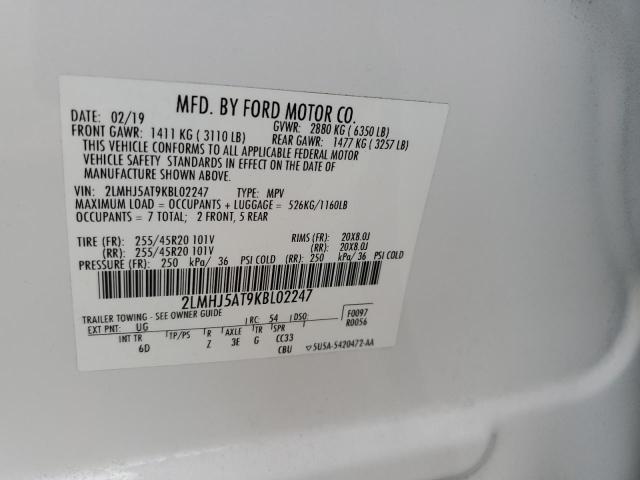 MFD. BY FORD MOTOR CO.
DATE: 02/19 GVWR: 2880 KG ( 6350 LB)
FRONT GAWR: 1411 KG ( 3110 LB) REAR GAWR: 1477 KG ( 3257 LB)
THIS VEHICLE CONFORMS TO ALL APPLICABLE FEDERAL MOTOR
VEHICLE SAFETY STANDARDS IN EFFECT ON THE DATE OF
MANUFACTURE SHOWN ABOVE.
VIN: 2LMHJ5AT9KBL02247 TYPE: MPV
MAXIMUM LOAD = OCCUPANTS + LUGGAGE = 526KG/1160LB
OCCUPANTS = 7 TOTAL; 2 FRONT, 5 REAR
TIRE (FR): 255/45R20 101V RIMS (FR): 20X8.0J
(RR): 255/45R20 101V (RR): 20X8.0J
PRESSURE (FR): 250 kPa/ 36 PSI COLD (RR): 250 kPa/ 36 PSI COLD
2LMHJ5AT9KBL02247
TRAILER TOWING - SEE OWNER GUIDE F0097
EXT PNT: UG RC: 54 DSO: R0056
INT TR TP/PS R AXLE TR SPR
6D Z 3E G CC33
CBU 5U5A-5420472-AA